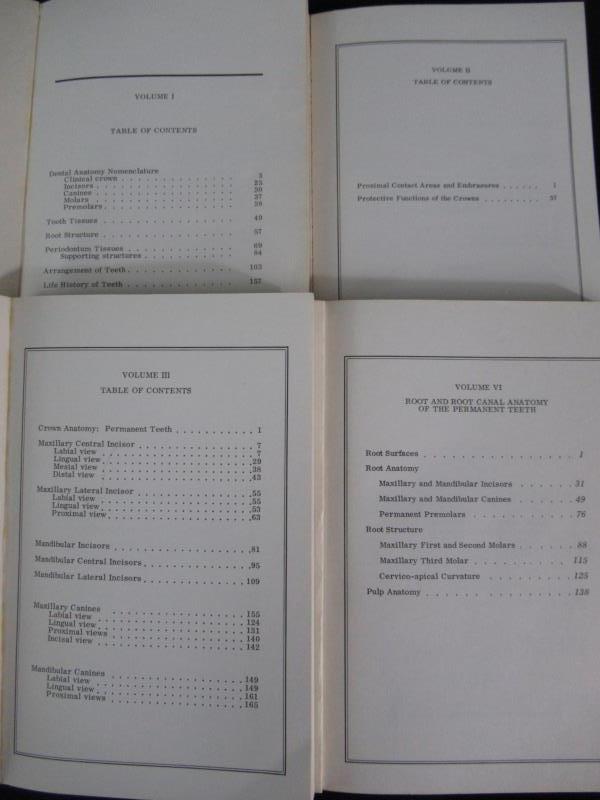 VOLUME I
TABLE OF CONTENTS
Dental Anatomy Nomenclature
Clinical crown . . . . . . . . . . . . . . 3
Incisors . . . . . . . . . . . . . . . . . 23
Canines . . . . . . . . . . . . . . . . . 30
Molars . . . . . . . . . . . . . . . . . 37
Premolars . . . . . . . . . . . . . . . . 38
Tooth Tissues . . . . . . . . . . . . . . 49
Root Structure . . . . . . . . . . . . . . 57
Periodontum Tissues . . . . . . . . . . . 69
Supporting structures . . . . . . . . . . 84
Arrangement of Teeth . . . . . . . . . . . 103
Life History of Teeth . . . . . . . . . . . 157
VOLUME II
TABLE OF CONTENTS
Proximal Contact Areas and Embrasures . . . . . . 1
Protective Functions of the Crowns . . . . . . . . . 57
VOLUME III
TABLE OF CONTENTS
Crown Anatomy: Permanent Teeth . . . . . . . . . . . 1
Maxillary Central Incisor . . . . . . . . . . . . . 7
Labial view . . . . . . . . . . . . . . . . . 7
Lingual view . . . . . . . . . . . . . . . . 29
Mesial view . . . . . . . . . . . . . . . . . 38
Distal view . . . . . . . . . . . . . . . . . 43
Maxillary Lateral Incisor . . . . . . . . . . . . . 55
Labial view . . . . . . . . . . . . . . . . . 55
Lingual view . . . . . . . . . . . . . . . . 53
Proximal view . . . . . . . . . . . . . . . . 63
Mandibular Incisors . . . . . . . . . . . . . . . 81
Mandibular Central Incisors . . . . . . . . . . . . 95
Mandibular Lateral Incisors . . . . . . . . . . . . 109
Maxillary Canines . . . . . . . . . . . . . . . . 155
Labial view . . . . . . . . . . . . . . . . . 124
Lingual view . . . . . . . . . . . . . . . . 131
Proximal views . . . . . . . . . . . . . . . 140
Incisal view . . . . . . . . . . . . . . . . 142
Mandibular Canines . . . . . . . . . . . . . . . 149
Labial view . . . . . . . . . . . . . . . . . 149
Lingual view . . . . . . . . . . . . . . . . 161
Proximal views . . . . . . . . . . . . . . . 165
VOLUME VI
ROOT AND ROOT CANAL ANATOMY
OF THE PERMANENT TEETH
Root Surfaces . . . . . . . . . . . . . . . . 1
Root Anatomy
Maxillary and Mandibular Incisors . . . . . . 31
Maxillary and Mandibular Canines . . . . . . 49
Permanent Premolars . . . . . . . . . . . 76
Root Structure
Maxillary First and Second Molars . . . . . . 88
Maxillary Third Molar . . . . . . . . . . . 115
Cervico-apical Curvature . . . . . . . . . . 125
Pulp Anatomy . . . . . . . . . . . . . . . . 138